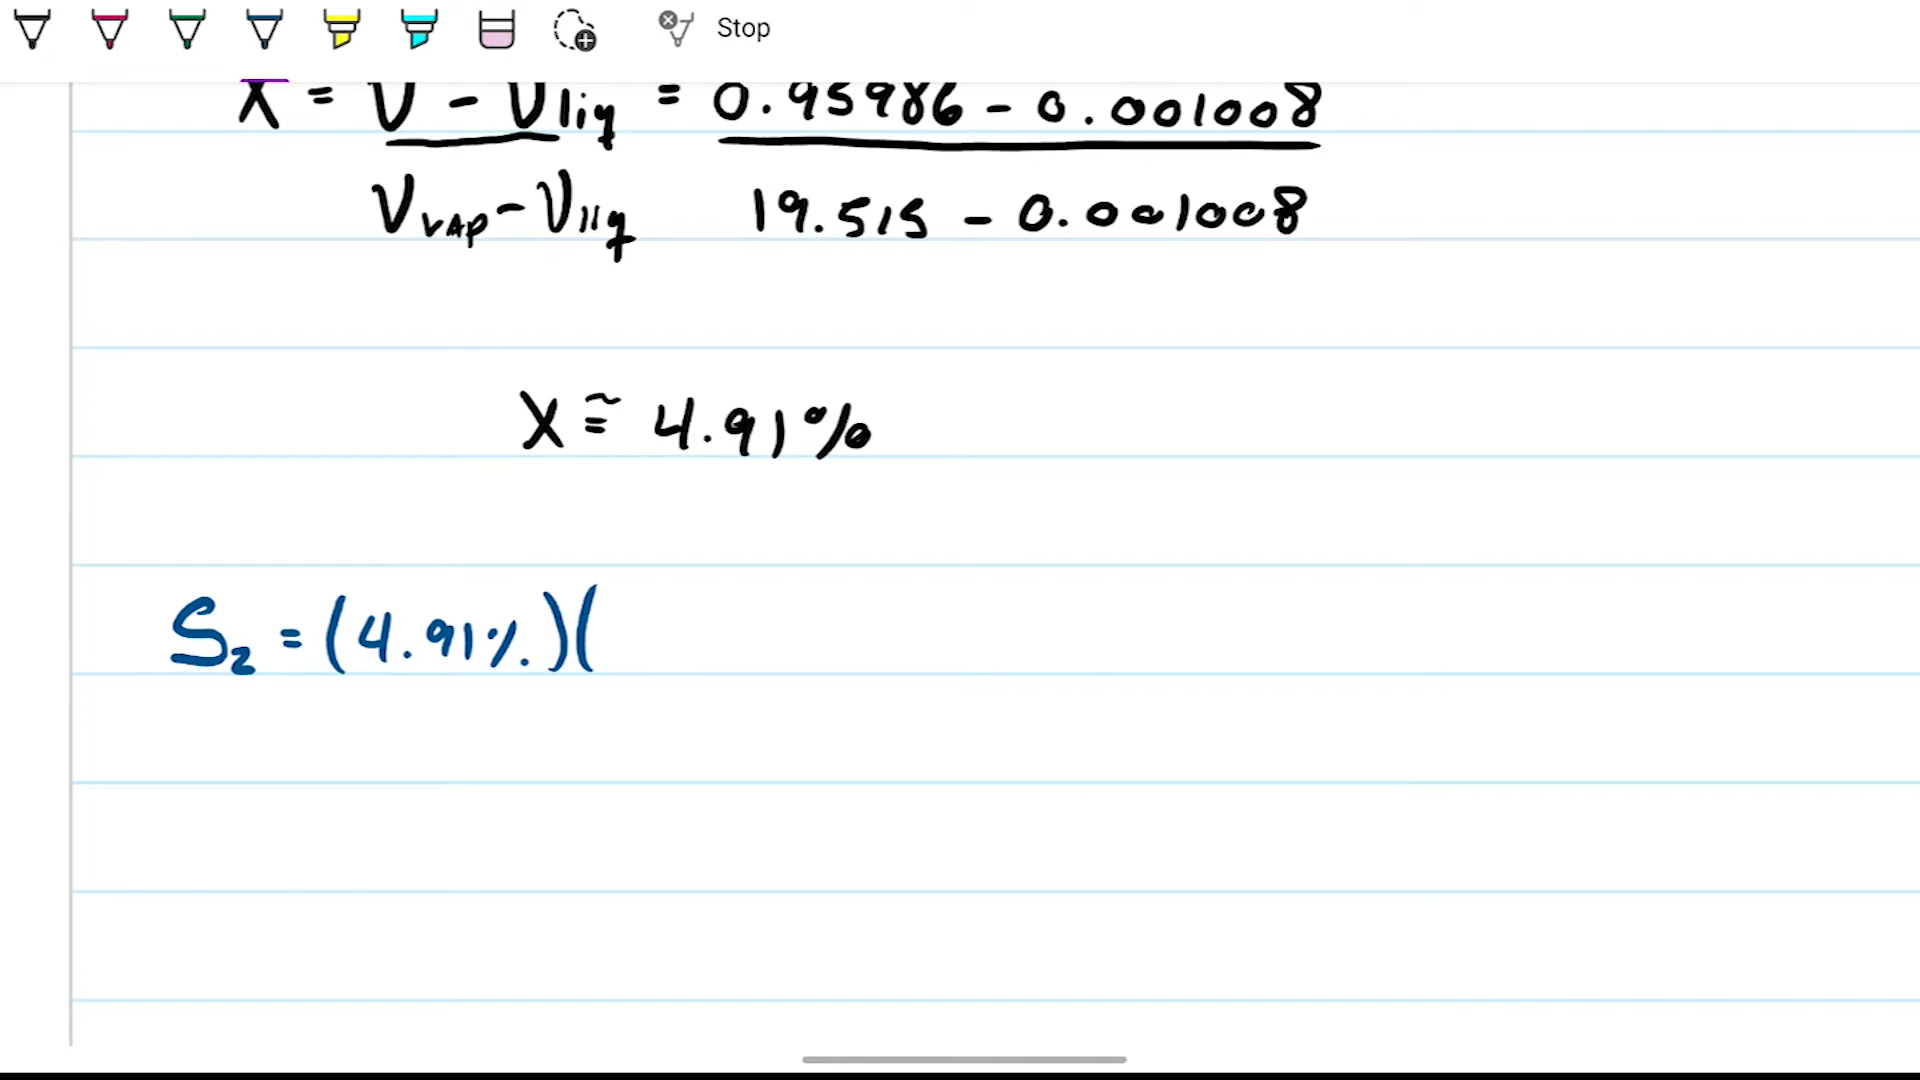 Stop
X = V - Vliq = 0.95986 - 0.001008
VVAP - Vliq 19.515 - 0.001008
X ≅ 4.91%
S2 = (4.91%)(